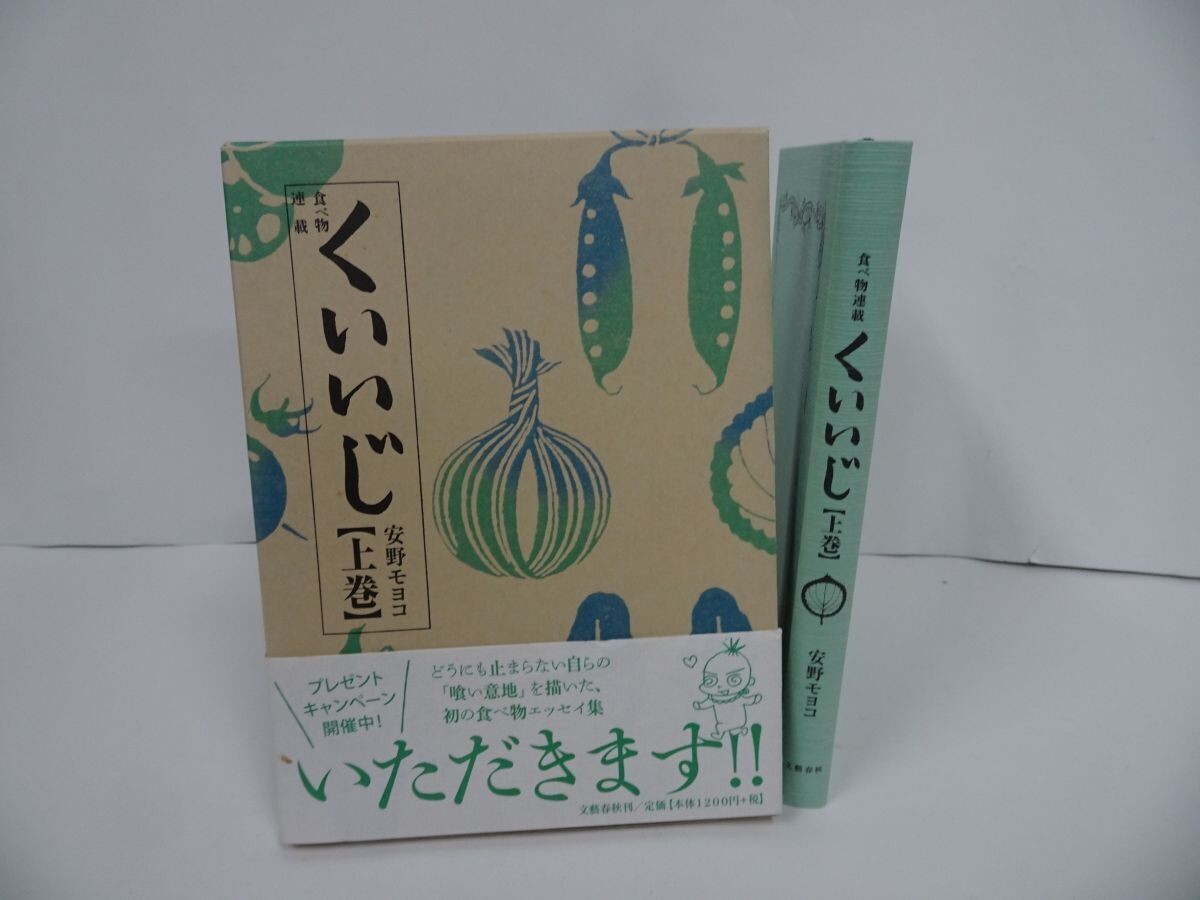 食べ物
連載
くいいじ
安野モヨコ
【上巻】
プレゼント
キャンペーン
開催中!
どうにも止まらない自らの
「喰い意地」を描いた、
初の食べ物エッセイ集
いただきます!!
文藝春秋刊/定価【本体1200円+税】
食べ物連載
くいいじ
【上巻】
安野モヨコ
文藝春秋